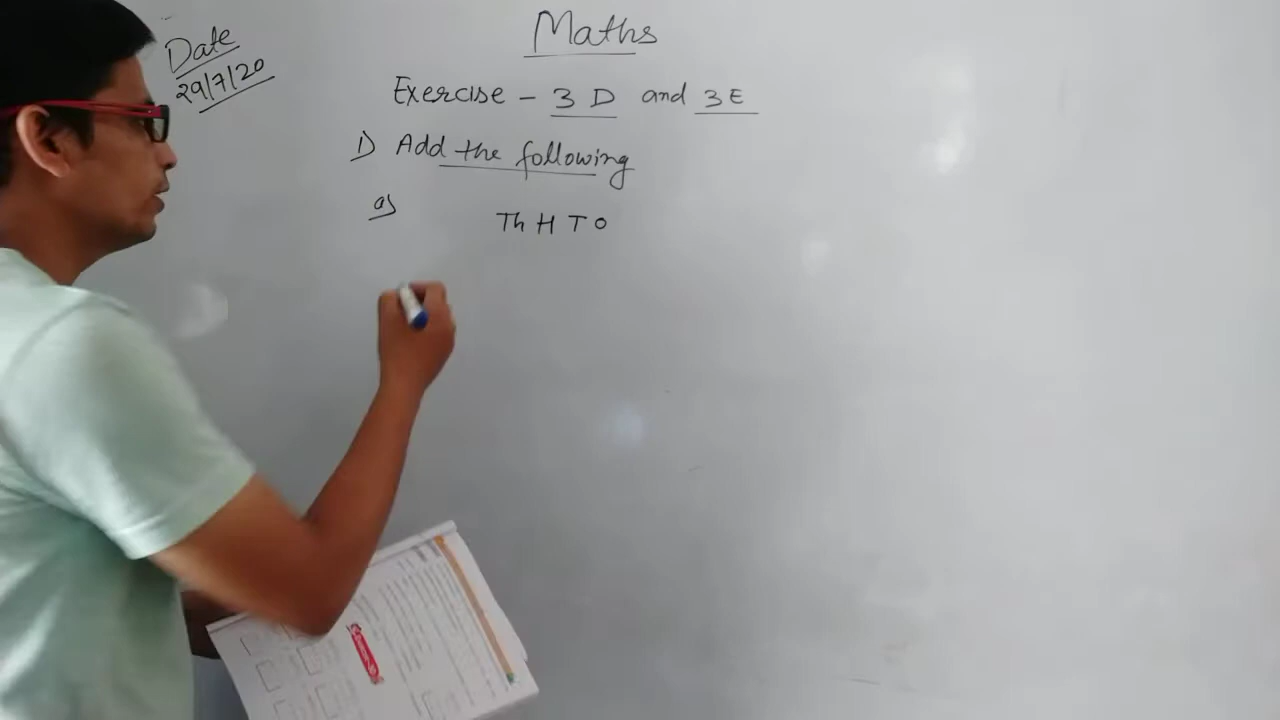 Maths
Date
29/7/20
Exercise - 3 D and 3 E
1) Add the following
a)
Th H T O